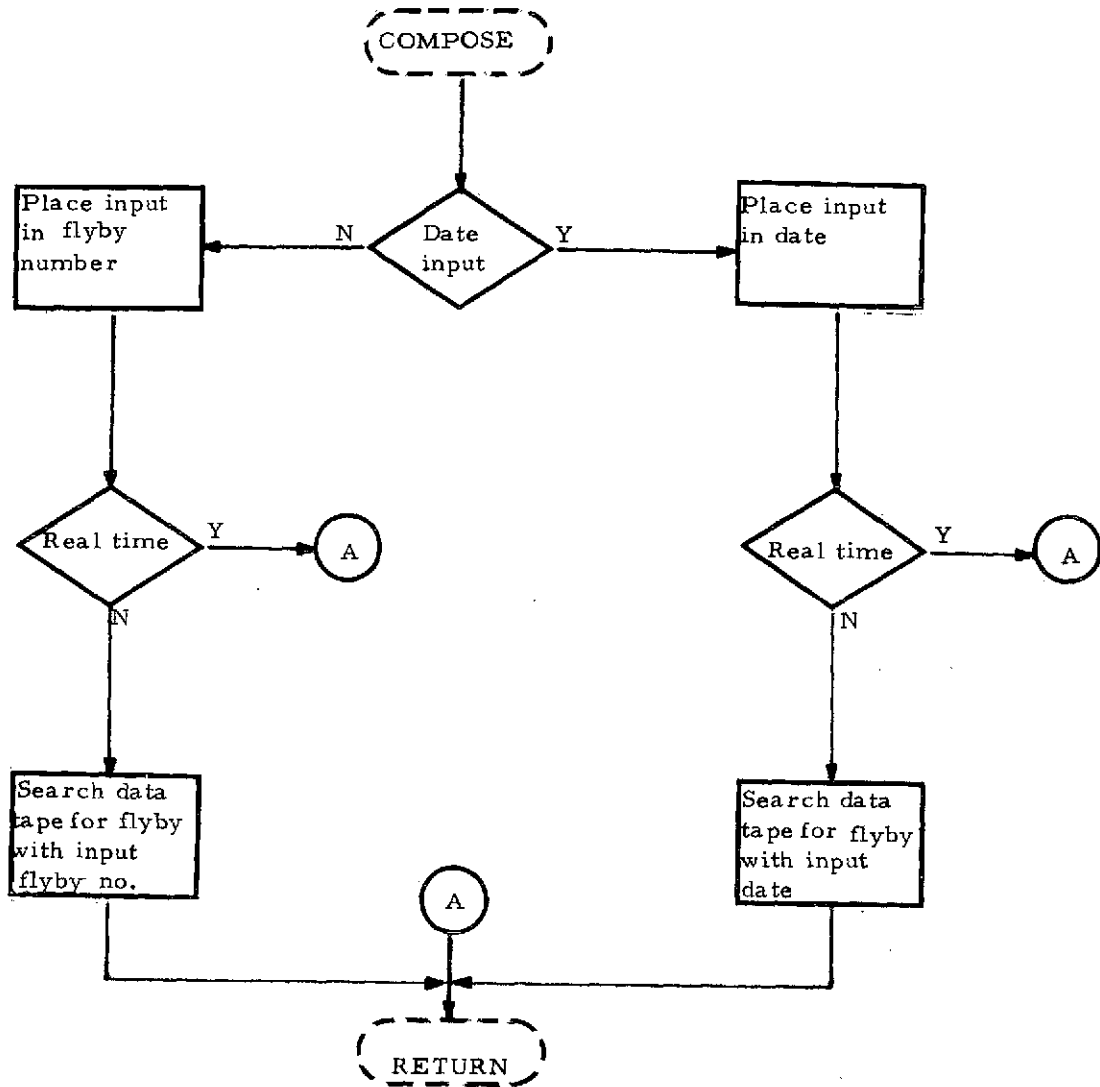 COMPOSE
Place input
in flyby
number
N
Date
input
Y
Place input
in date
Real time
Y
A
N
Real time
Y
A
N
Search data
tape for flyby
with input
flyby no.
Search data
tape for flyby
with input
date
A
RETURN